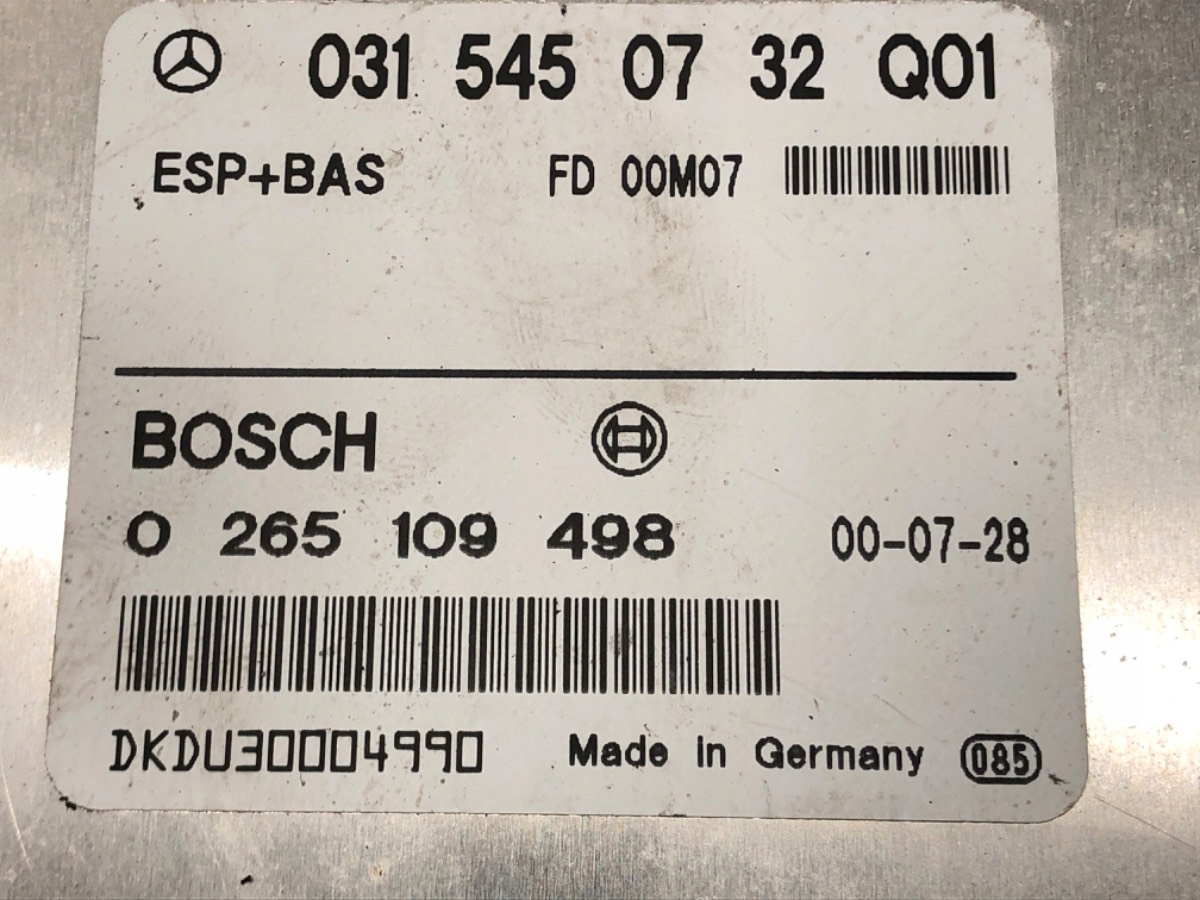 031 545 07 32 Q01
ESP+BAS FD 00M07
BOSCH
0 265 109 498 00-07-28
DKDU30004990 Made in Germany 085